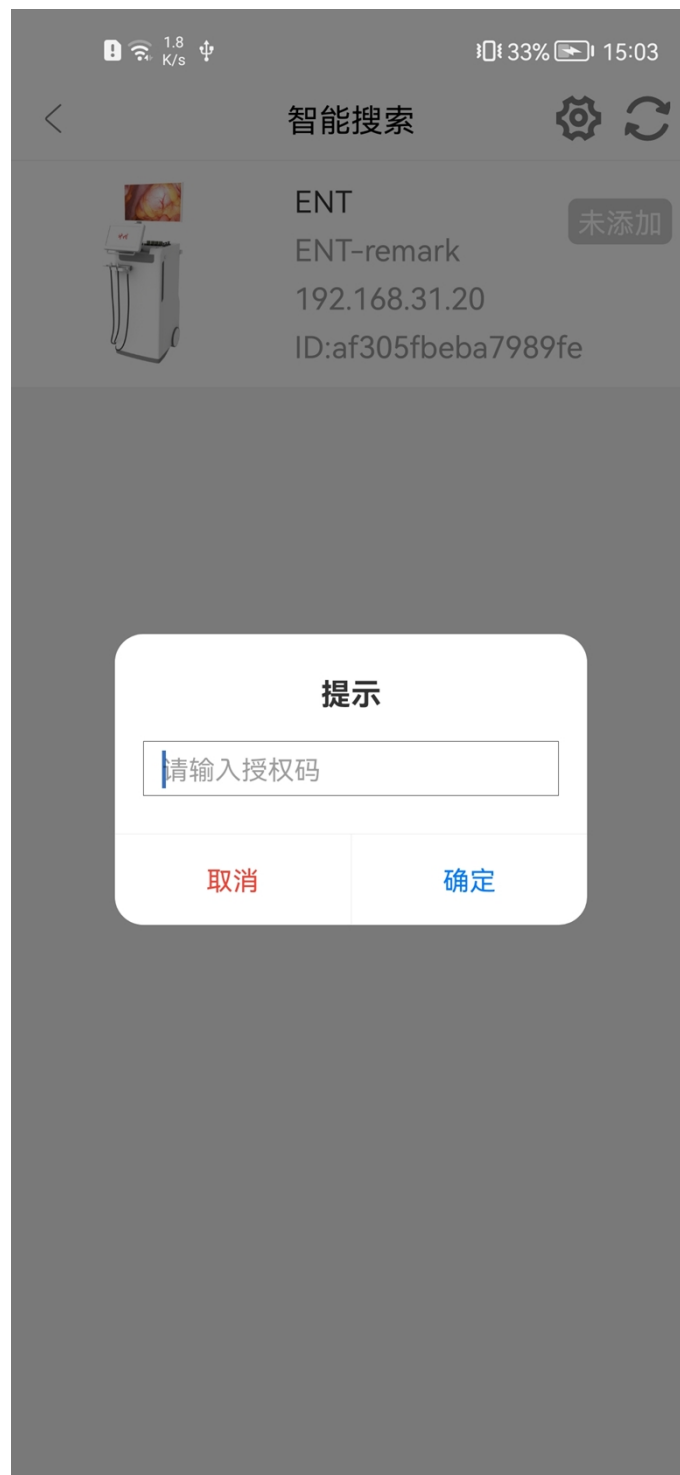 1.8
K/s
33%
15:03
智能搜索
ENT
未添加
ENT-remark
192.168.31.20
ID:af305fbeba7989fe
提示
请输入授权码
取消
确定